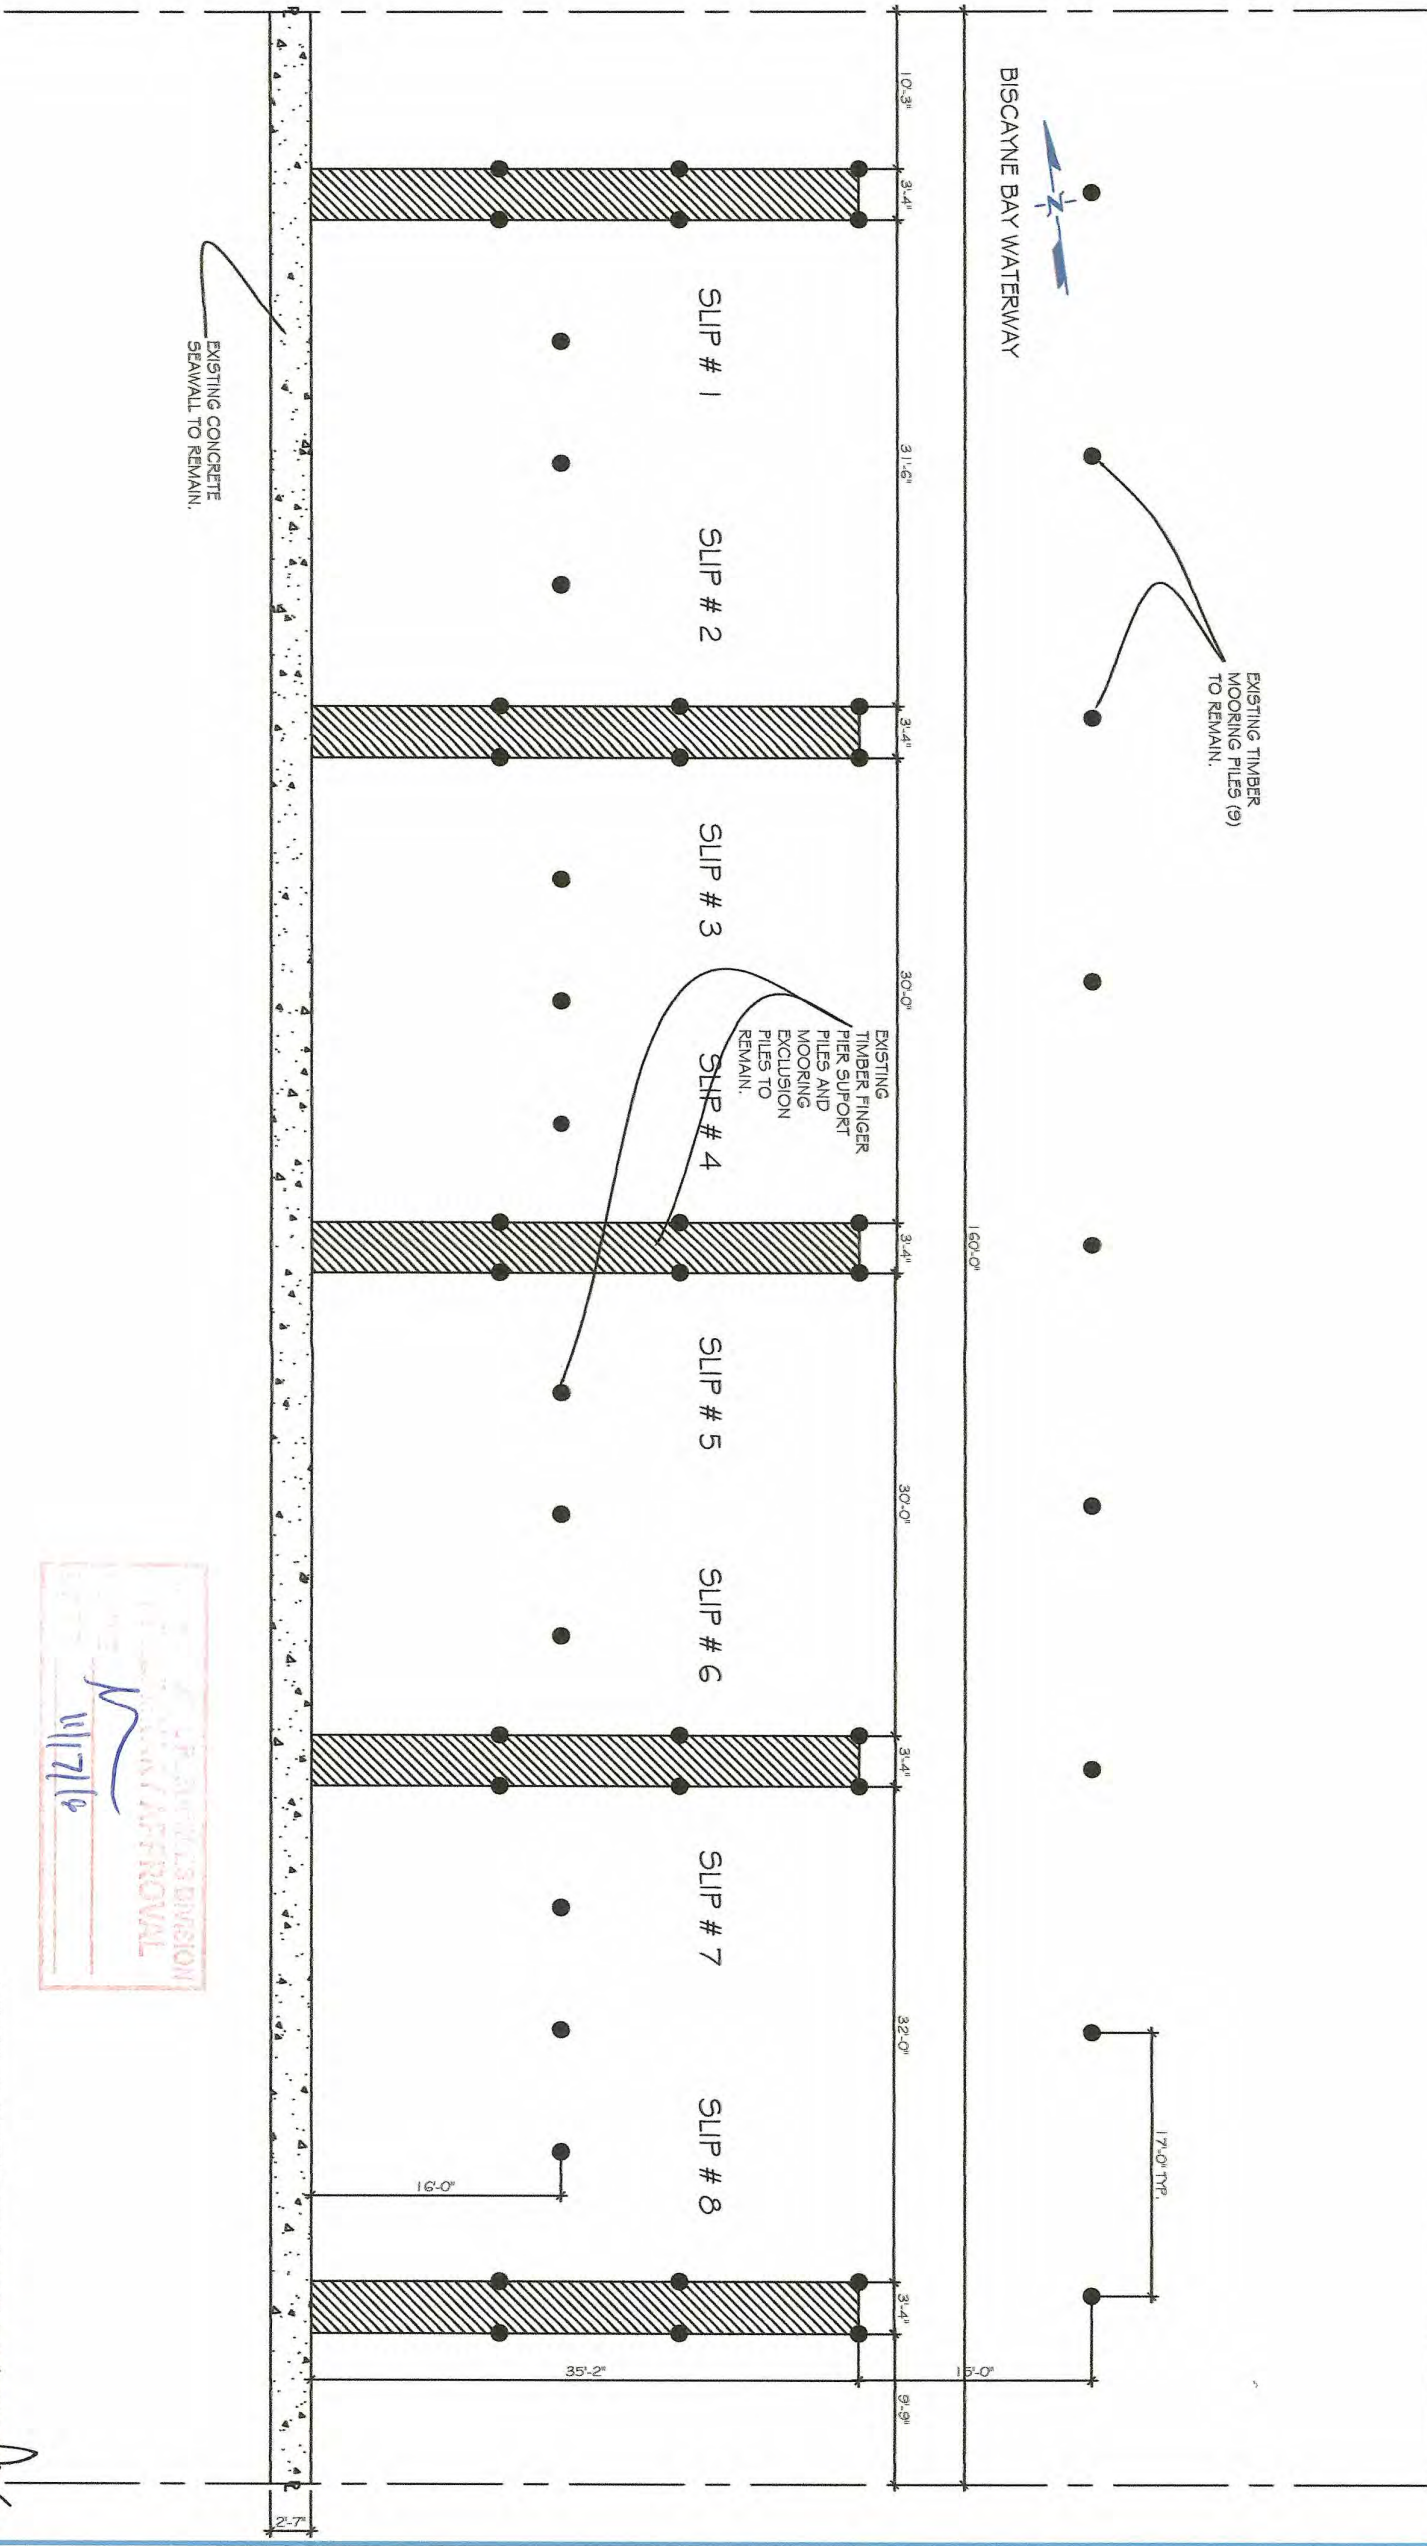 BISCAYNE BAY WATERWAY
N
EXISTING TIMBER
MOORING PILES (9)
TO REMAIN.
17'-0" TYP.
160'-0"
15'-0"
10'-3"
3'-4"
31'-6"
3'-4"
30'-0"
3'-4"
30'-0"
3'-4"
32'-0"
3'-4"
9'-9"
EXISTING
TIMBER FINGER
PIER SUPORT
PILES AND
MOORING
EXCLUSION
PILES TO
REMAIN.
SLIP # 1
SLIP # 2
SLIP # 3
SLIP # 4
SLIP # 5
SLIP # 6
SLIP # 7
SLIP # 8
35'-2"
16'-0"
2'-7"
EXISTING CONCRETE
SEAWALL TO REMAIN.
DIVISION
APPROVAL